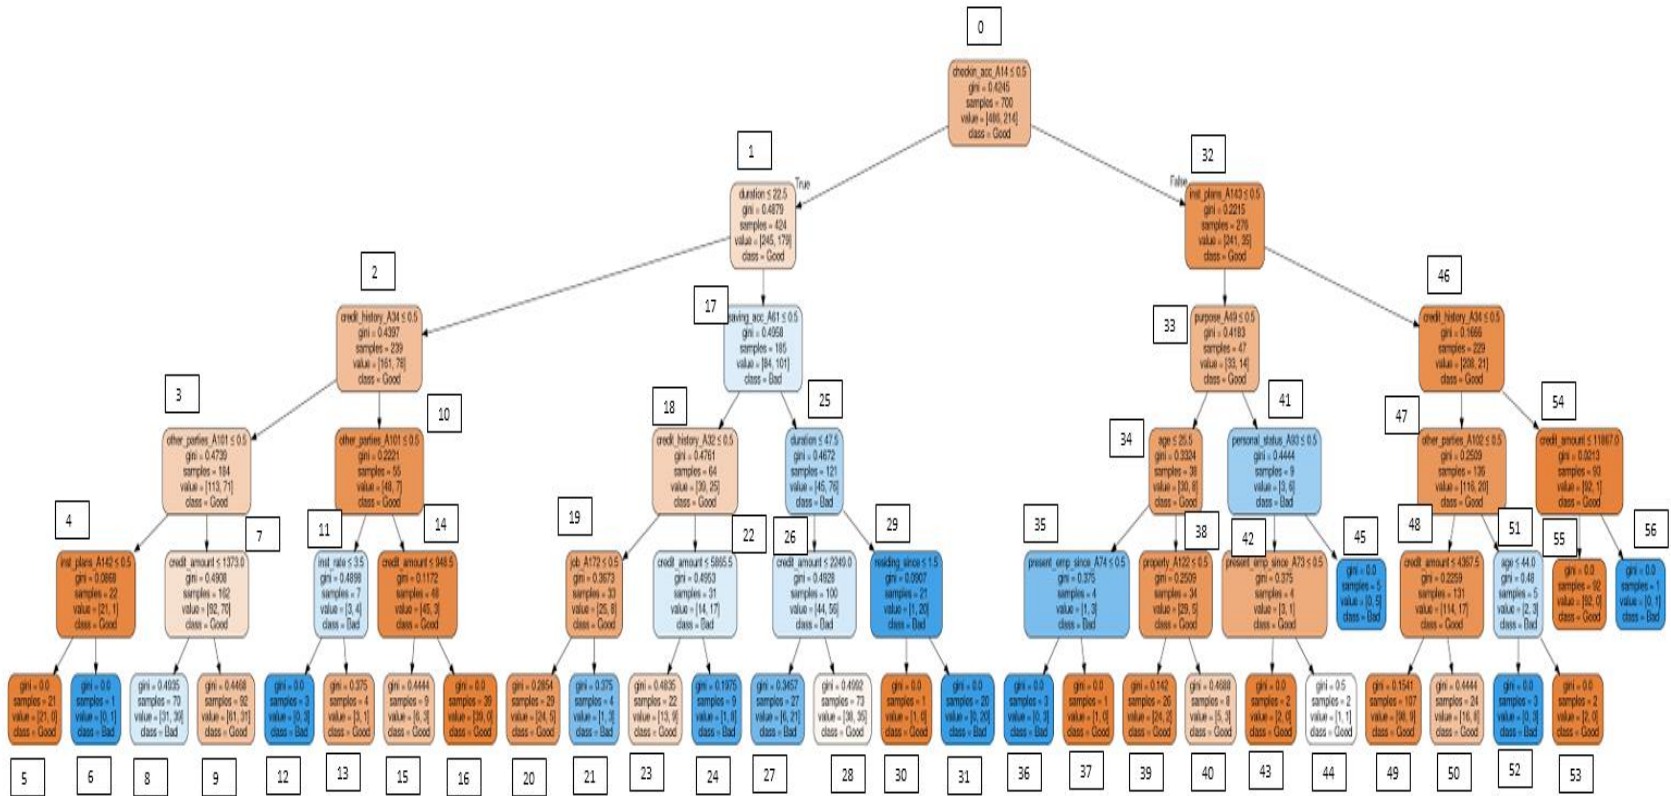 0
checkin_acc_A14 ≤ 0.5
gini = 0.4245
samples = 700
value = [486, 214]
class = Good
1
True
duration ≤ 22.5
gini = 0.4879
samples = 424
value = [245, 179]
class = Good
32
False
inst_plans_A143 ≤ 0.5
gini = 0.2215
samples = 276
value = [241, 35]
class = Good
2
credit_history_A34 ≤ 0.5
gini = 0.4397
samples = 239
value = [161, 78]
class = Good
17
saving_acc_A61 ≤ 0.5
gini = 0.4958
samples = 185
value = [84, 101]
class = Bad
33
purpose_A49 ≤ 0.5
gini = 0.4183
samples = 47
value = [33, 14]
class = Good
46
credit_history_A34 ≤ 0.5
gini = 0.1666
samples = 229
value = [208, 21]
class = Good
3
other_parties_A101 ≤ 0.5
gini = 0.4739
samples = 184
value = [113, 71]
class = Good
10
other_parties_A101 ≤ 0.5
gini = 0.2221
samples = 55
value = [48, 7]
class = Good
18
credit_history_A32 ≤ 0.5
gini = 0.4761
samples = 64
value = [39, 25]
class = Good
25
duration ≤ 47.5
gini = 0.4672
samples = 121
value = [45, 76]
class = Bad
34
age ≤ 25.5
gini = 0.3324
samples = 38
value = [30, 8]
class = Good
41
personal_status_A93 ≤ 0.5
gini = 0.4444
samples = 9
value = [3, 6]
class = Bad
47
other_parties_A102 ≤ 0.5
gini = 0.2509
samples = 136
value = [116, 20]
class = Good
54
credit_amount ≤ 11867.0
gini = 0.0213
samples = 93
value = [92, 1]
class = Good
4
inst_plans_A142 ≤ 0.5
gini = 0.0868
samples = 22
value = [21, 1]
class = Good
7
credit_amount ≤ 1373.0
gini = 0.4908
samples = 162
value = [92, 70]
class = Good
11
inst_rate ≤ 3.5
gini = 0.4898
samples = 7
value = [3, 4]
class = Bad
14
credit_amount ≤ 948.5
gini = 0.1172
samples = 48
value = [45, 3]
class = Good
19
job_A172 ≤ 0.5
gini = 0.3673
samples = 33
value = [25, 8]
class = Good
22
credit_amount ≤ 5865.5
gini = 0.4953
samples = 31
value = [14, 17]
class = Bad
26
credit_amount ≤ 2249.0
gini = 0.4928
samples = 100
value = [44, 56]
class = Bad
29
residing_since ≤ 1.5
gini = 0.0907
samples = 21
value = [1, 20]
class = Bad
35
present_emp_since_A74 ≤ 0.5
gini = 0.375
samples = 4
value = [1, 3]
class = Bad
38
property_A122 ≤ 0.5
gini = 0.2509
samples = 34
value = [29, 5]
class = Good
42
present_emp_since_A73 ≤ 0.5
gini = 0.375
samples = 4
value = [3, 1]
class = Good
45
gini = 0.0
samples = 5
value = [0, 5]
class = Bad
48
credit_amount ≤ 4367.5
gini = 0.2259
samples = 131
value = [114, 17]
class = Good
51
age ≤ 44.0
gini = 0.48
samples = 5
value = [2, 3]
class = Bad
55
gini = 0.0
samples = 92
value = [92, 0]
class = Good
56
gini = 0.0
samples = 1
value = [0, 1]
class = Bad
gini = 0.0
samples = 21
value = [21, 0]
class = Good
5
gini = 0.0
samples = 1
value = [0, 1]
class = Bad
6
gini = 0.4935
samples = 70
value = [31, 39]
class = Bad
8
gini = 0.4468
samples = 92
value = [61, 31]
class = Good
9
gini = 0.0
samples = 3
value = [0, 3]
class = Bad
12
gini = 0.375
samples = 4
value = [3, 1]
class = Good
13
gini = 0.4444
samples = 9
value = [6, 3]
class = Good
15
gini = 0.0
samples = 39
value = [39, 0]
class = Good
16
gini = 0.2854
samples = 29
value = [24, 5]
class = Good
20
gini = 0.375
samples = 4
value = [1, 3]
class = Bad
21
gini = 0.4835
samples = 22
value = [13, 9]
class = Good
23
gini = 0.1975
samples = 9
value = [1, 8]
class = Bad
24
gini = 0.3457
samples = 27
value = [6, 21]
class = Bad
27
gini = 0.4992
samples = 73
value = [38, 35]
class = Good
28
gini = 0.0
samples = 1
value = [1, 0]
class = Good
30
gini = 0.0
samples = 20
value = [0, 20]
class = Bad
31
gini = 0.0
samples = 3
value = [0, 3]
class = Bad
36
gini = 0.0
samples = 1
value = [1, 0]
class = Good
37
gini = 0.142
samples = 26
value = [24, 2]
class = Good
39
gini = 0.4688
samples = 8
value = [5, 3]
class = Good
40
gini = 0.0
samples = 2
value = [2, 0]
class = Good
43
gini = 0.5
samples = 2
value = [1, 1]
class = Good
44
gini = 0.1541
samples = 107
value = [98, 9]
class = Good
49
gini = 0.4444
samples = 24
value = [16, 8]
class = Good
50
gini = 0.0
samples = 3
value = [0, 3]
class = Bad
52
gini = 0.0
samples = 2
value = [2, 0]
class = Good
53